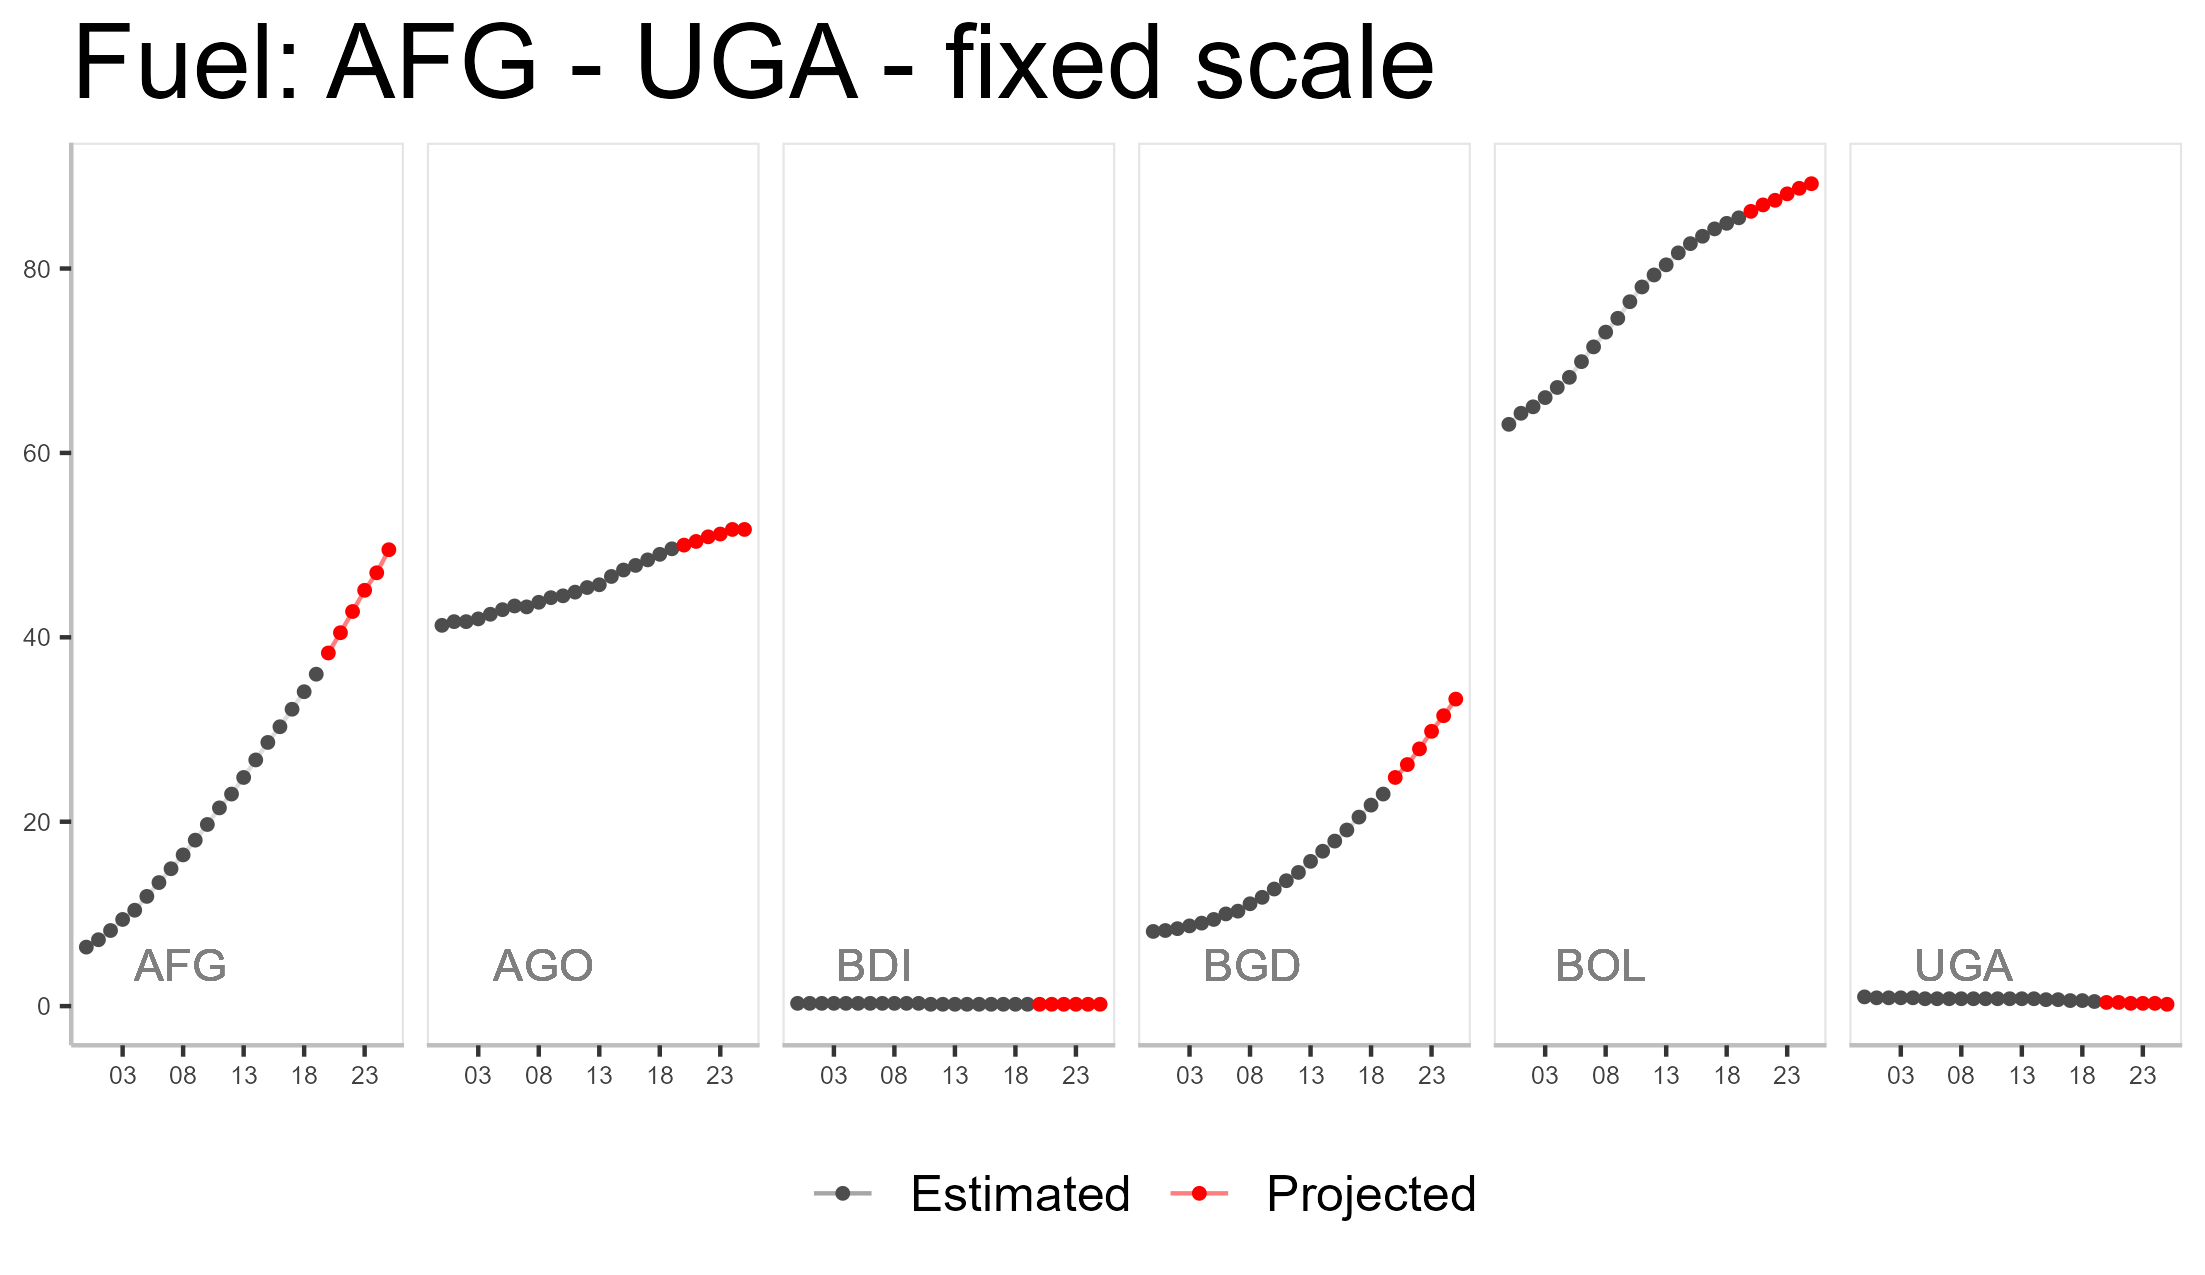 Fuel: AFG - UGA - fixed scale
80
60
40
20
0
AFG
AGO
BDI
BGD
BOL
UGA
03 08 13 18 23
03 08 13 18 23
03 08 13 18 23
03 08 13 18 23
03 08 13 18 23
03 08 13 18 23
Estimated
Projected